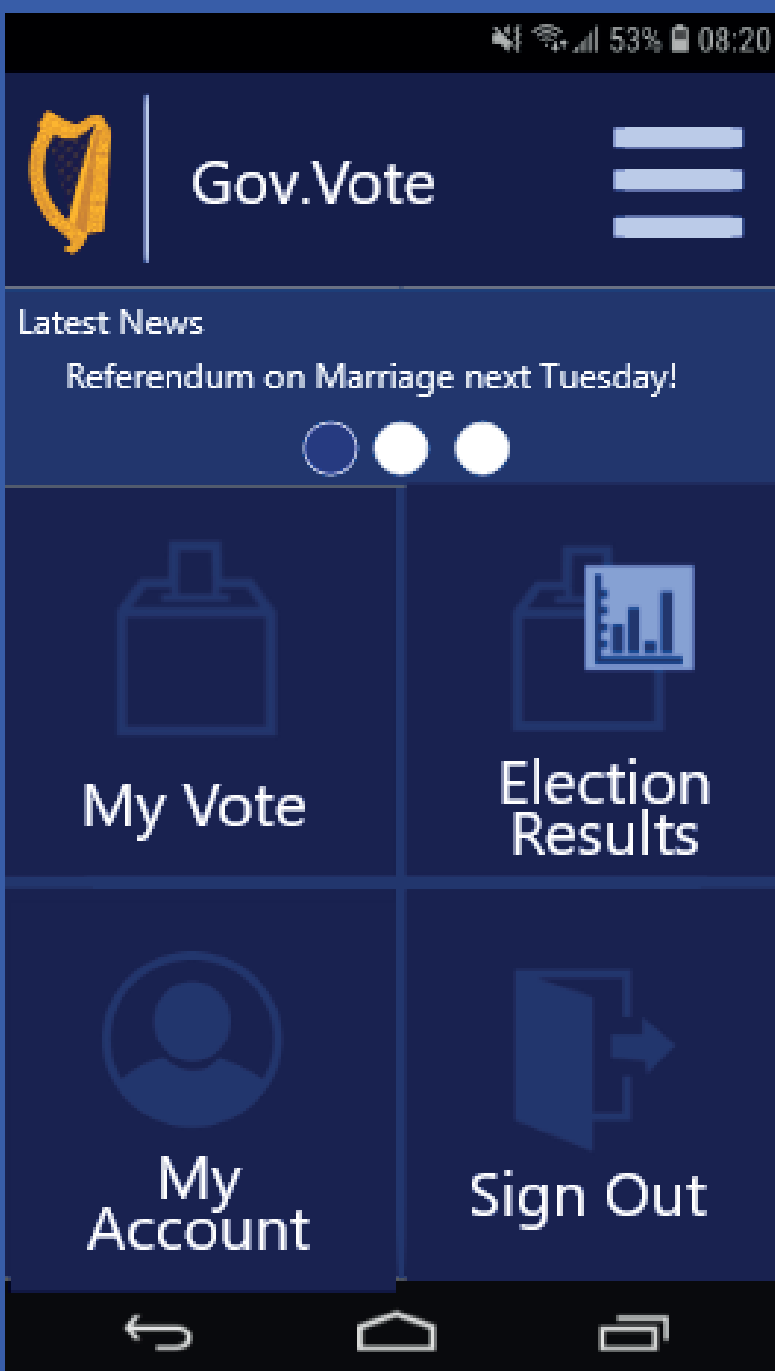 53% 08:20
Gov.Vote
Latest News
Referendum on Marriage next Tuesday!
My Vote
Election
Results
My
Account
Sign Out